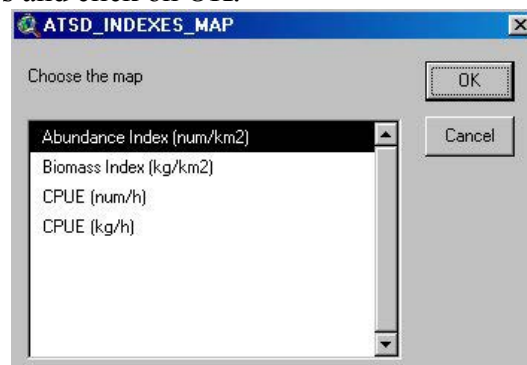 s and click on OK.
ATSD_INDEXES_MAP
Choose the map
OK
Cancel
Abundance Index (num/km2)
Biomass Index (kg/km2)
CPUE (num/h)
CPUE (kg/h)